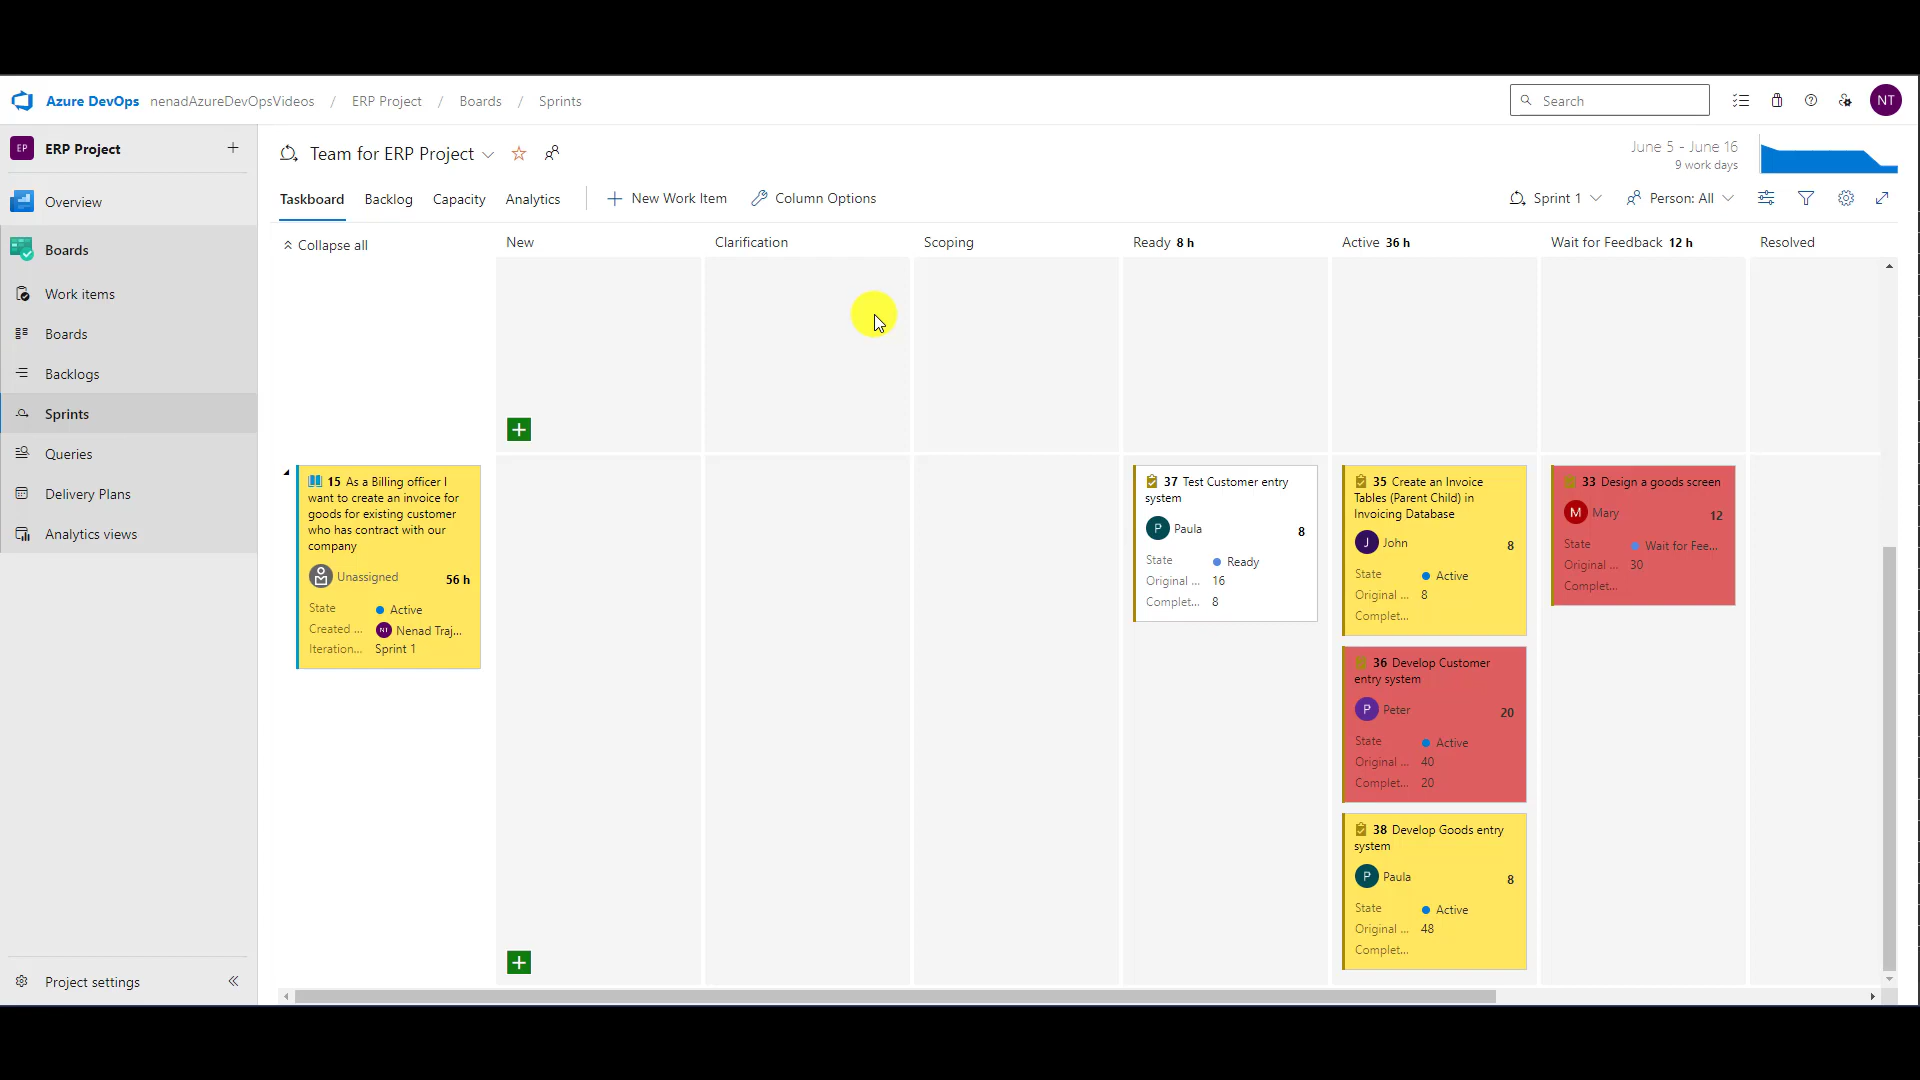 Azure DevOps nenadAzureDevOpsVideos / ERP Project / Boards / Sprints
Search
NT
EP ERP Project
Overview
Boards
Work items
Boards
Backlogs
Sprints
Queries
Delivery Plans
Analytics views
Project settings
Team for ERP Project
June 5 - June 16
9 work days
Taskboard Backlog Capacity Analytics New Work Item Column Options
Sprint 1 Person: All
Collapse all
New
Clarification
Scoping
Ready 8 h
Active 36 h
Wait for Feedback 12 h
Resolved
15 As a Billing officer I
want to create an invoice for
goods for existing customer
who has contract with our
company
Unassigned 56 h
State Active
Created ... NT Nenad Traj...
Iteration... Sprint 1
37 Test Customer entry
system
P Paula 8
State Ready
Original ... 16
Complet... 8
35 Create an Invoice
Tables (Parent Child) in
Invoicing Database
J John 8
State Active
Original ... 8
Complet...
36 Develop Customer
entry system
P Peter 20
State Active
Original ... 40
Complet... 20
38 Develop Goods entry
system
P Paula 8
State Active
Original ... 48
Complet...
33 Design a goods screen
M Mary 12
State Wait for Fee...
Original ... 30
Complet...